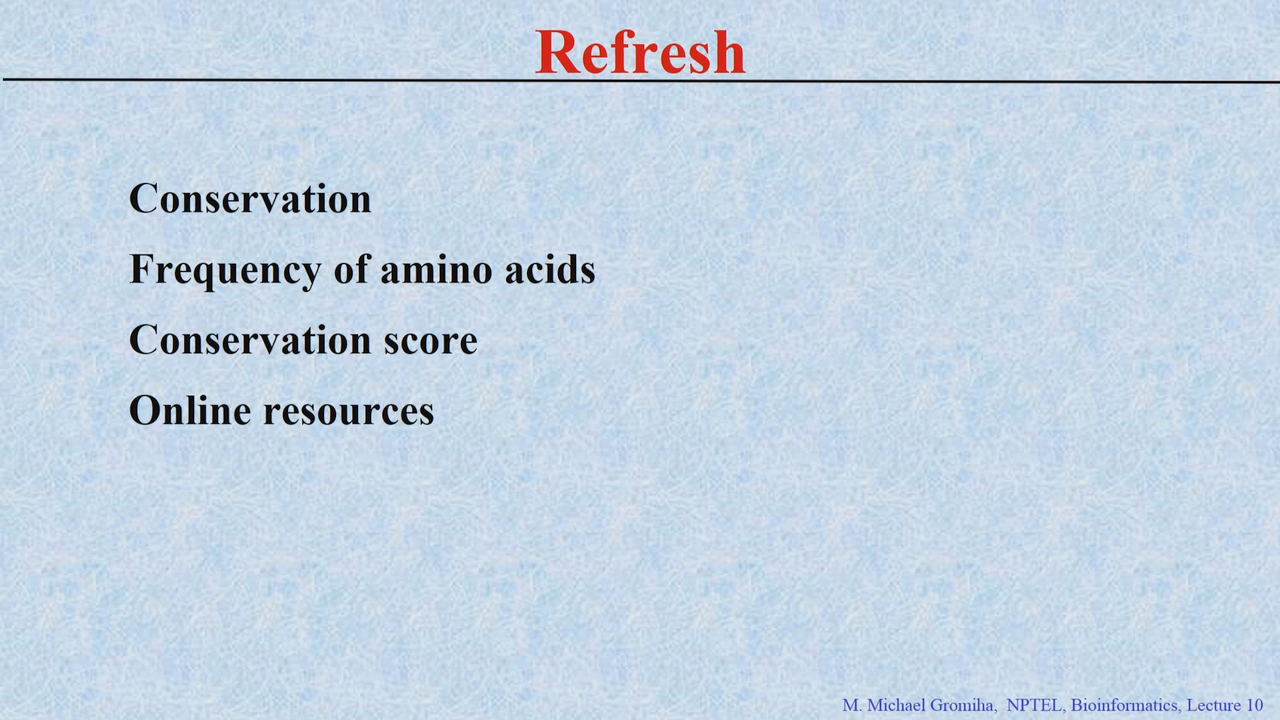 Refresh
Conservation
Frequency of amino acids
Conservation score
Online resources
M. Michael Gromiha, NPTEL, Bioinformatics, Lecture 10